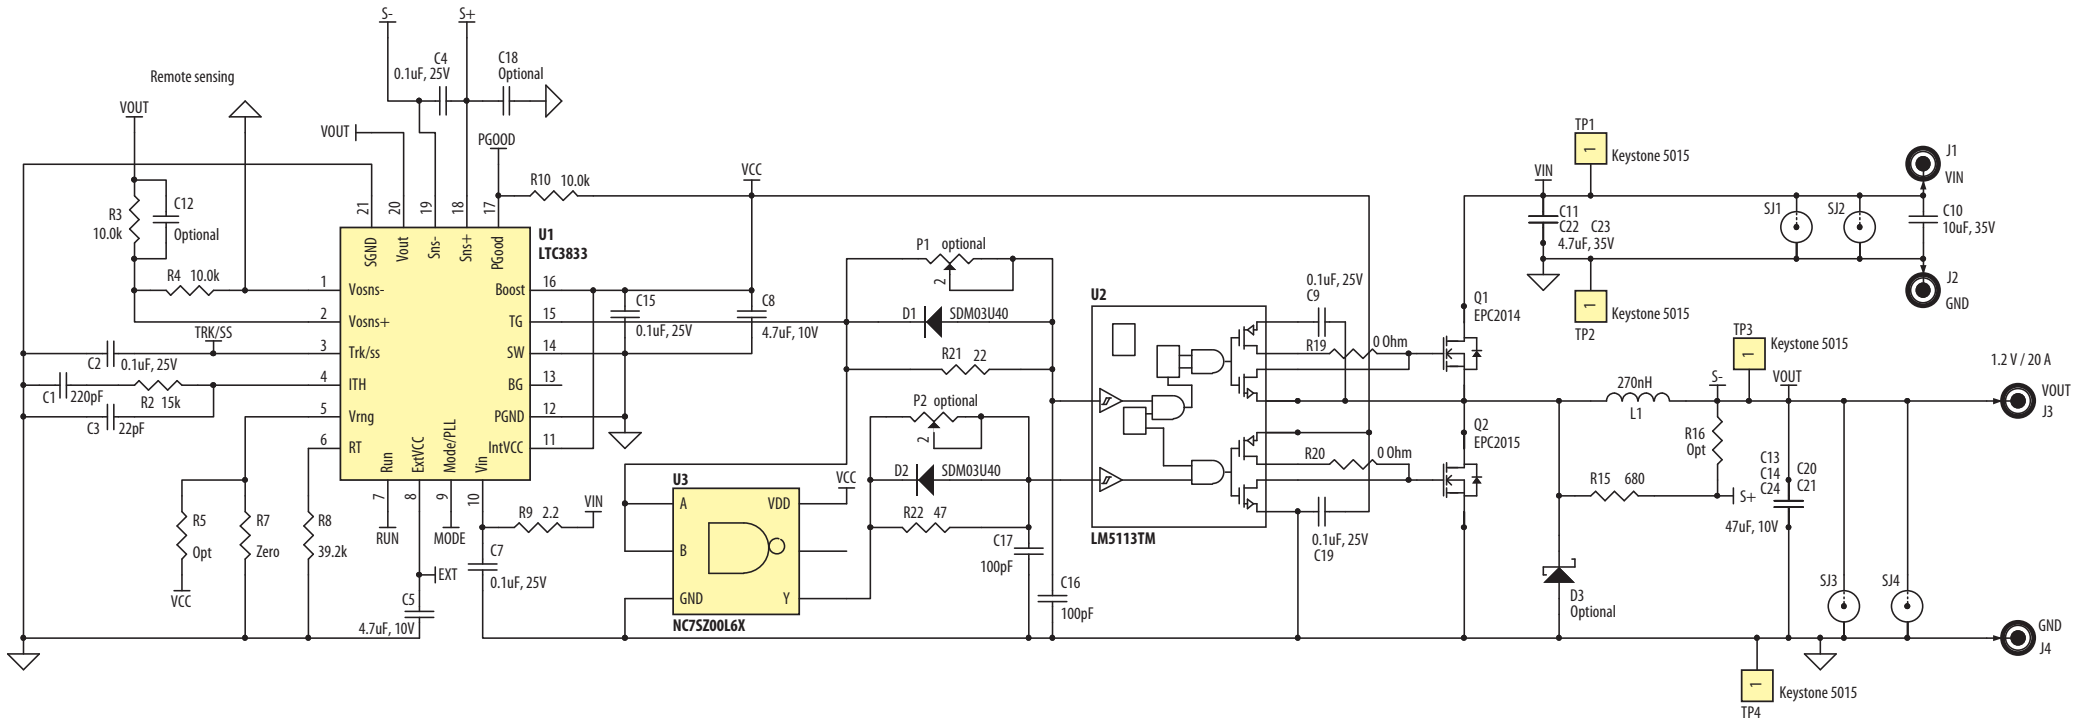 S-
S+
C4
0.1uF, 25V
C18
Optional
Remote sensing
VOUT
VOUT
PGOOD
R10 10.0k
VCC
R3
10.0k
C12
Optional
R4 10.0k
21
20
19
18
17
SGND
Vout
Sns-
Sns+
PGood
U1
LTC3833
1
Vosns-
2
Vosns+
TRK/SS
3
Trk/ss
4
ITH
5
Vrng
6
RT
Boost
16
TG
15
SW
14
BG
13
PGND
12
IntVCC
11
Run
ExtVCC
Mode/PLL
Vin
7
8
9
10
C2
0.1uF, 25V
C1
220pF
R2 15k
C3
22pF
R5
Opt
VCC
R7
Zero
R8
39.2k
RUN
MODE
EXT
C5
4.7uF, 10V
R9 2.2
VIN
C7
0.1uF, 25V
C15
0.1uF, 25V
C8
4.7uF, 10V
P1 optional
2
D1
SDM03U40
R21 22
P2 optional
2
D2
SDM03U40
R22 47
C17
100pF
C16
100pF
U3
A
VDD
B
GND
Y
NC7SZ00L6X
VCC
U2
LM5113TM
0.1uF, 25V
C9
R19
0 Ohm
R20
0 Ohm
0.1uF, 25V
C19
Q1
EPC2014
Q2
EPC2015
VIN
TP1
1
Keystone 5015
C11
C22 C23
4.7uF, 35V
1
TP2
Keystone 5015
SJ1
SJ2
C10
10uF, 35V
J1
VIN
J2
GND
TP3
1
Keystone 5015
270nH
L1
S-
VOUT
1.2 V / 20 A
VOUT
J3
R16
Opt
R15 680
S+
C13
C14
C24
C20
C21
47uF, 10V
D3
Optional
SJ3
SJ4
GND
J4
1
Keystone 5015
TP4